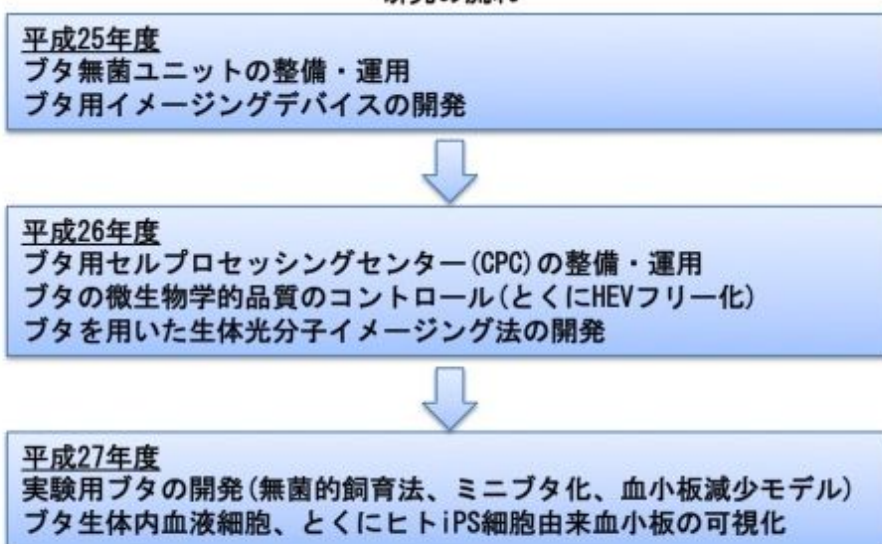 平成25年度
ブタ無菌ユニットの整備・運用
ブタ用イメージングデバイスの開発
平成26年度
ブタ用セルプロセッシングセンター(CPC)の整備・運用
ブタの微生物学的品質のコントロール(とくにHEVフリー化)
ブタを用いた生体光分子イメージング法の開発
平成27年度
実験用ブタの開発(無菌的飼育法、ミニブタ化、血小板減少モデル)
ブタ生体内血液細胞、とくにヒトiPS細胞由来血小板の可視化